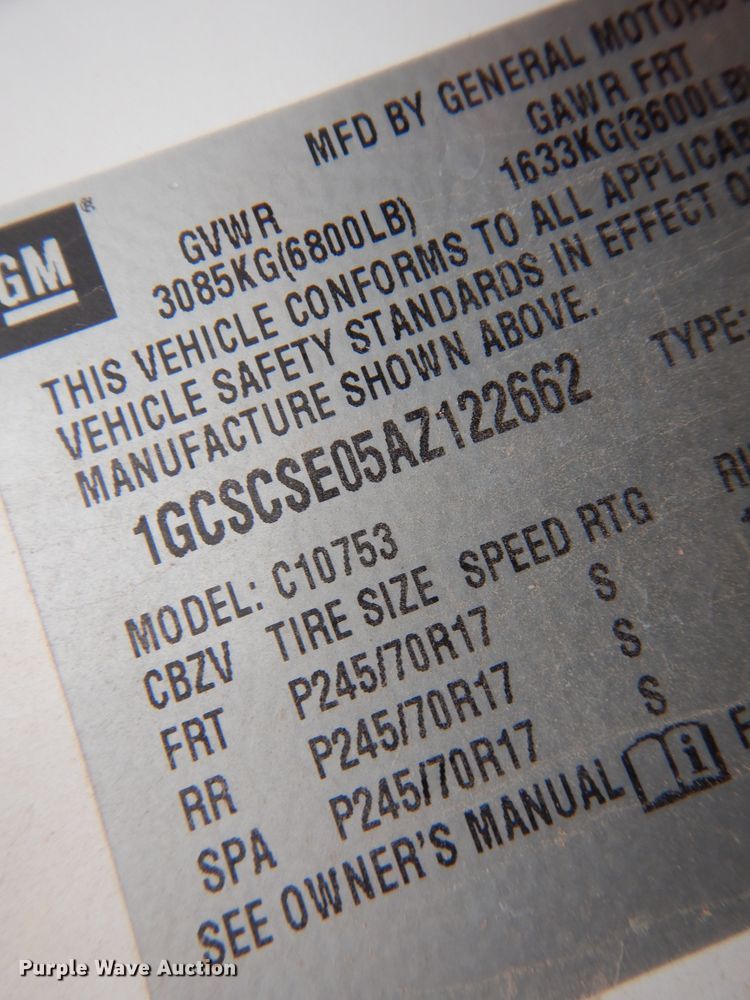 MFD BY GENERAL MOTORS
GVWR GAWR FRT
3085KG(6800LB) 1633KG(3600LB)
THIS VEHICLE CONFORMS TO ALL APPLICAB
VEHICLE SAFETY STANDARDS IN EFFECT O
MANUFACTURE SHOWN ABOVE.
1GCSCSE05AZ122662 TYPE:
MODEL: C10753
CBZV TIRE SIZE SPEED RTG
FRT P245/70R17 S
RR P245/70R17 S
SPA P245/70R17 S
SEE OWNER'S MANUAL
GM®
Purple Wave Auction